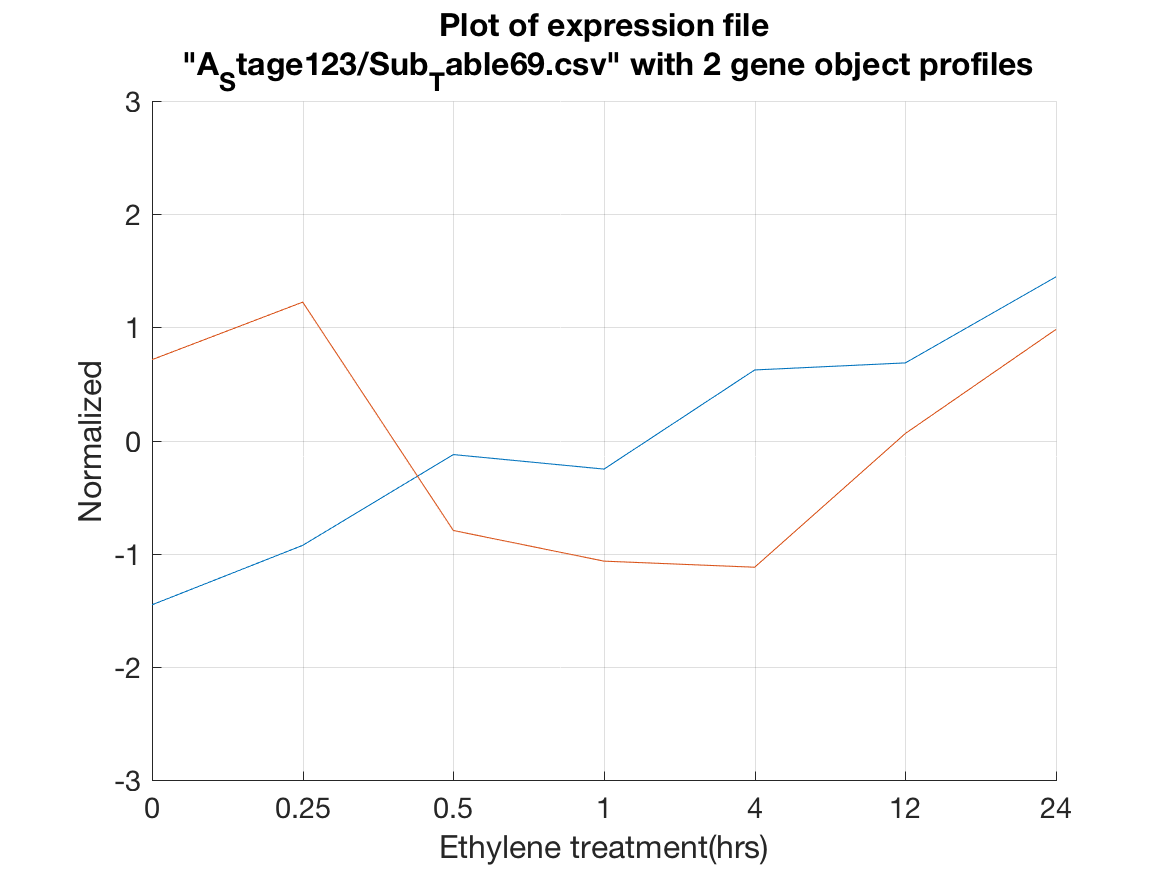 Plot of expression file
"A_Stage123/Sub_Table69.csv" with 2 gene object profiles
3
2
1
0
-1
-2
-3
Normalized
0 0.25 0.5 1 4 12 24
Ethylene treatment(hrs)